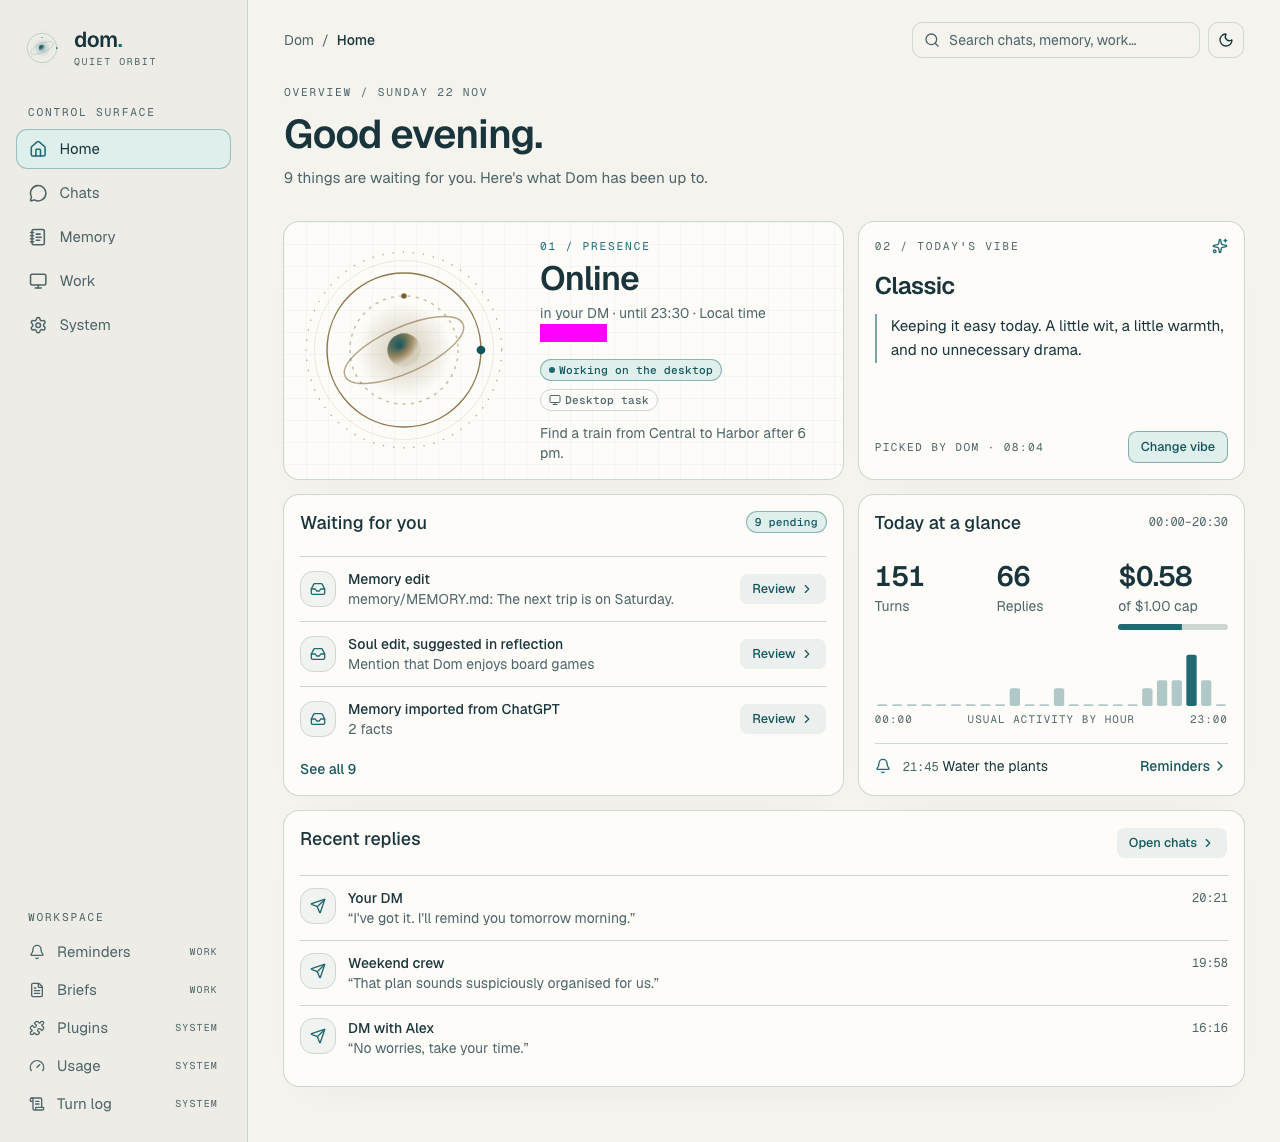 dom.
QUIET ORBIT
CONTROL SURFACE
Home
Chats
Memory
Work
System
WORKSPACE
Reminders WORK
Briefs WORK
Plugins SYSTEM
Usage SYSTEM
Turn log SYSTEM
Dom / Home
Search chats, memory, work…
OVERVIEW / SUNDAY 22 NOV
Good evening.
9 things are waiting for you. Here's what Dom has been up to.
01 / PRESENCE
Online
in your DM · until 23:30 · Local time
Working on the desktop
Desktop task
Find a train from Central to Harbor after 6
pm.
02 / TODAY'S VIBE
Classic
Keeping it easy today. A little wit, a little warmth,
and no unnecessary drama.
PICKED BY DOM · 08:04
Change vibe
Waiting for you
9 pending
Memory edit
memory/MEMORY.md: The next trip is on Saturday.
Review
Soul edit, suggested in reflection
Mention that Dom enjoys board games
Review
Memory imported from ChatGPT
2 facts
Review
See all 9
Today at a glance
00:00–20:30
151 66 $0.58
Turns Replies of $1.00 cap
00:00 USUAL ACTIVITY BY HOUR 23:00
21:45 Water the plants
Reminders
Recent replies
Open chats
Your DM 20:21
“I've got it. I'll remind you tomorrow morning.”
Weekend crew 19:58
“That plan sounds suspiciously organised for us.”
DM with Alex 16:16
“No worries, take your time.”